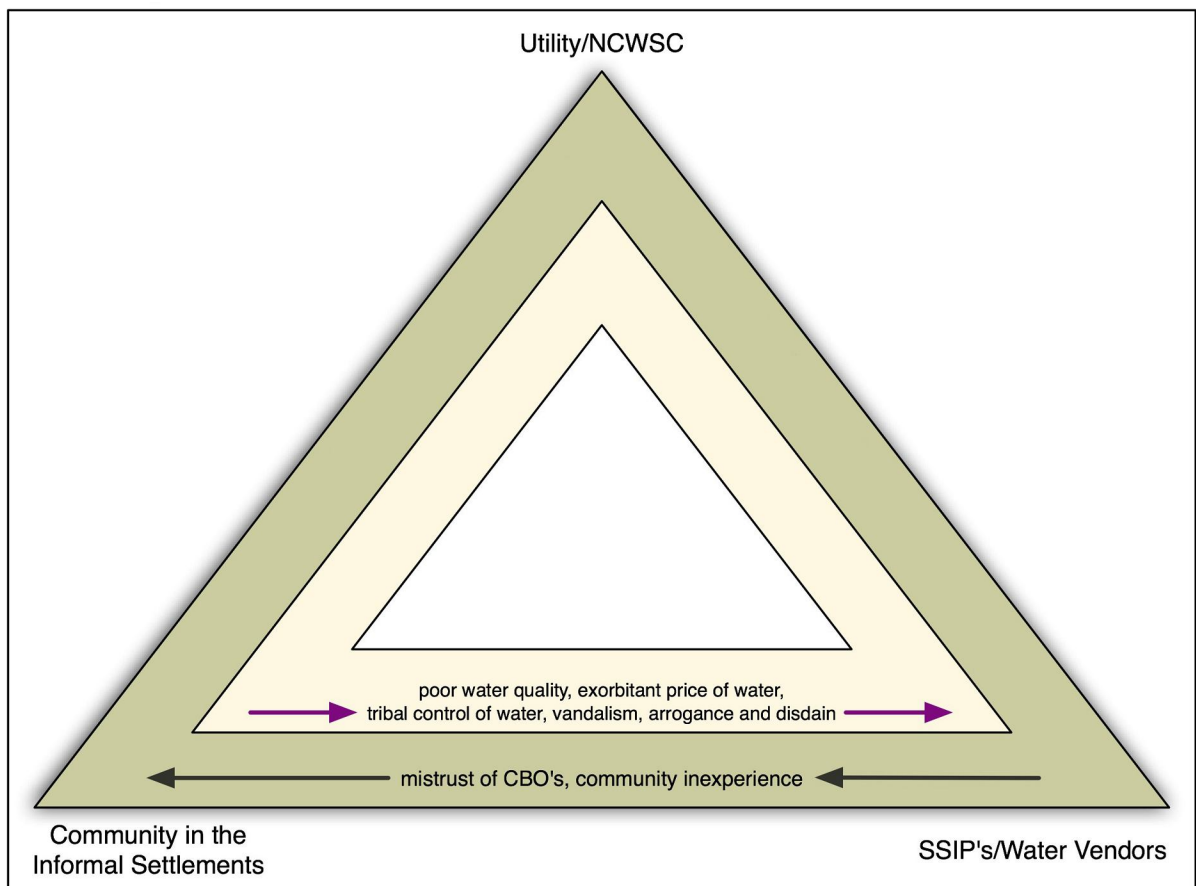 Utility/NCWSC
poor water quality, exorbitant price of water,
tribal control of water, vandalism, arrogance and disdain
mistrust of CBO's, community inexperience
Community in the
Informal Settlements
SSIP's/Water Vendors